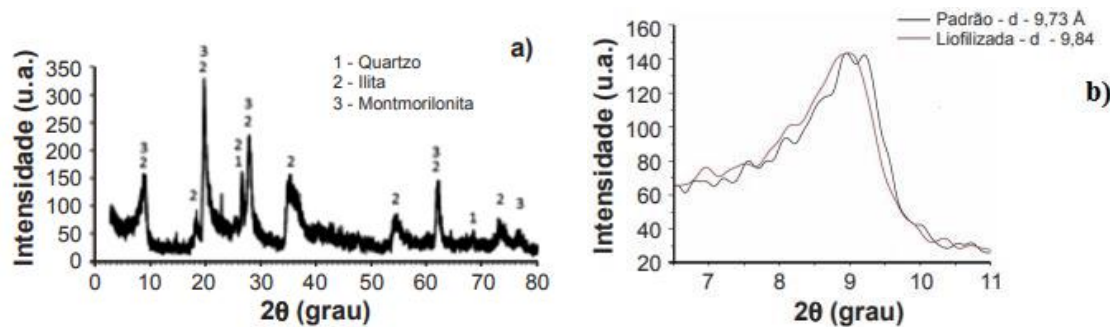 a)
1 - Quartzo
2 - Ilita
3 - Montmorilonita
Intensidade (u.a.)
350
300
250
200
150
100
50
0
3
2
2
3
2
2
1
3
2
2
2
3
2
1
2
3
0 10 20 30 40 50 60 70 80
2θ (grau)
Padrão - d - 9,73 Å
Liofilizada - d - 9,84
b)
Intensidade (u.a.)
160
140
120
100
80
60
40
20
7 8 9 10 11
2θ (grau)